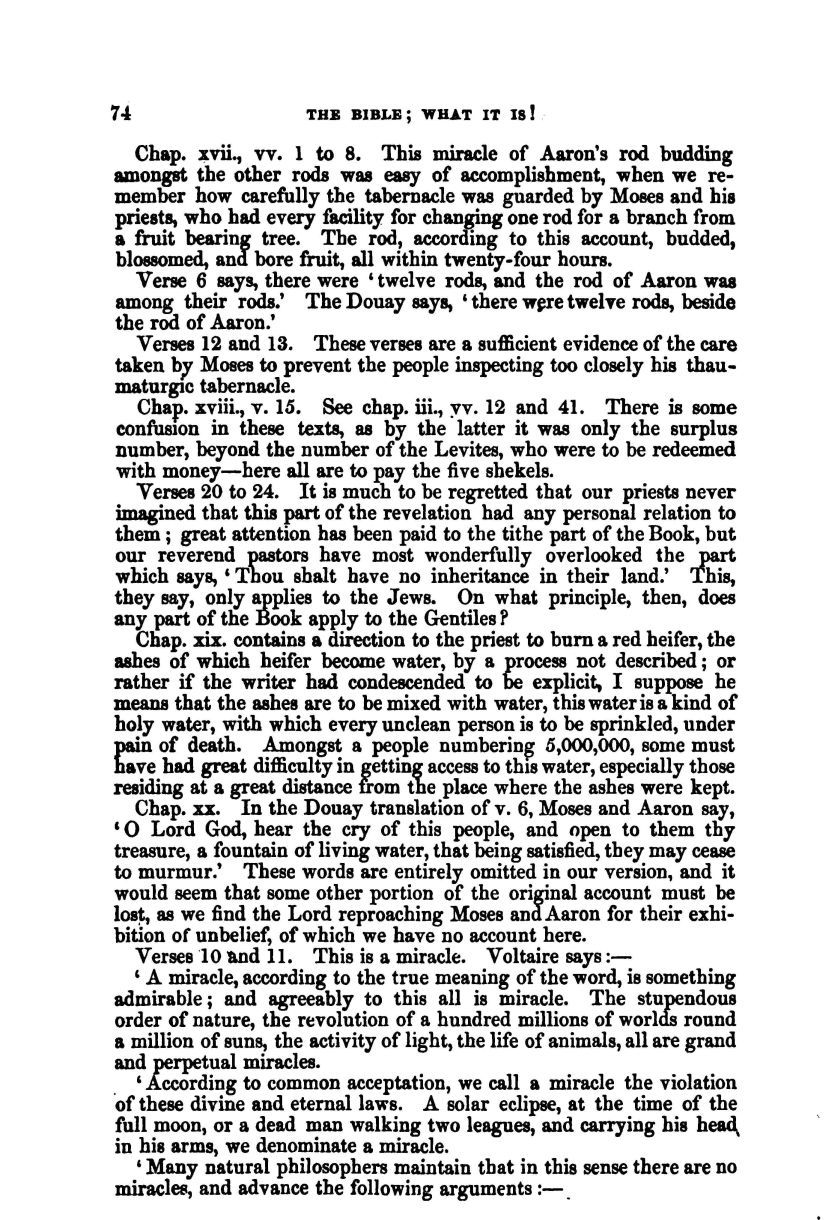 74 THE BIBLE; WHAT IT IS!
Chap. xvii., vv. 1 to 8. This miracle of Aaron's rod budding
amongst the other rods was easy of accomplishment, when we re-
member how carefully the tabernacle was guarded by Moses and his
priests, who had every facility for changing one rod for a branch from
a fruit bearing tree. The rod, according to this account, budded,
blossomed, and bore fruit, all within twenty-four hours.
Verse 6 says, there were ‘twelve rods, and the rod of Aaron was
among their rods.’ The Douay says, ‘there were twelve rods, beside
the rod of Aaron.’
Verses 12 and 13. These verses are a sufficient evidence of the care
taken by Moses to prevent the people inspecting too closely his thau-
maturgic tabernacle.
Chap. xviii., v. 15. See chap. iii., vv. 12 and 41. There is some
confusion in these texts, as by the latter it was only the surplus
number, beyond the number of the Levites, who were to be redeemed
with money—here all are to pay the five shekels.
Verses 20 to 24. It is much to be regretted that our priests never
imagined that this part of the revelation had any personal relation to
them; great attention has been paid to the tithe part of the Book, but
our reverend pastors have most wonderfully overlooked the part
which says, ‘Thou shalt have no inheritance in their land.’ This,
they say, only applies to the Jews. On what principle, then, does
any part of the Book apply to the Gentiles?
Chap. xix. contains a direction to the priest to burn a red heifer, the
ashes of which heifer become water, by a process not described; or
rather if the writer had condescended to be explicit, I suppose he
means that the ashes are to be mixed with water, this water is a kind of
holy water, with which every unclean person is to be sprinkled, under
pain of death. Amongst a people numbering 5,000,000, some must
have had great difficulty in getting access to this water, especially those
residing at a great distance from the place where the ashes were kept.
Chap. xx. In the Douay translation of v. 6, Moses and Aaron say,
‘O Lord God, hear the cry of this people, and open to them thy
treasure, a fountain of living water, that being satisfied, they may cease
to murmur.’ These words are entirely omitted in our version, and it
would seem that some other portion of the original account must be
lost, as we find the Lord reproaching Moses and Aaron for their exhi-
bition of unbelief, of which we have no account here.
Verses 10 and 11. This is a miracle. Voltaire says:—
‘A miracle, according to the true meaning of the word, is something
admirable; and agreeably to this all is miracle. The stupendous
order of nature, the revolution of a hundred millions of worlds round
a million of suns, the activity of light, the life of animals, all are grand
and perpetual miracles.
‘According to common acceptation, we call a miracle the violation
of these divine and eternal laws. A solar eclipse, at the time of the
full moon, or a dead man walking two leagues, and carrying his head
in his arms, we denominate a miracle.
‘Many natural philosophers maintain that in this sense there are no
miracles, and advance the following arguments:—